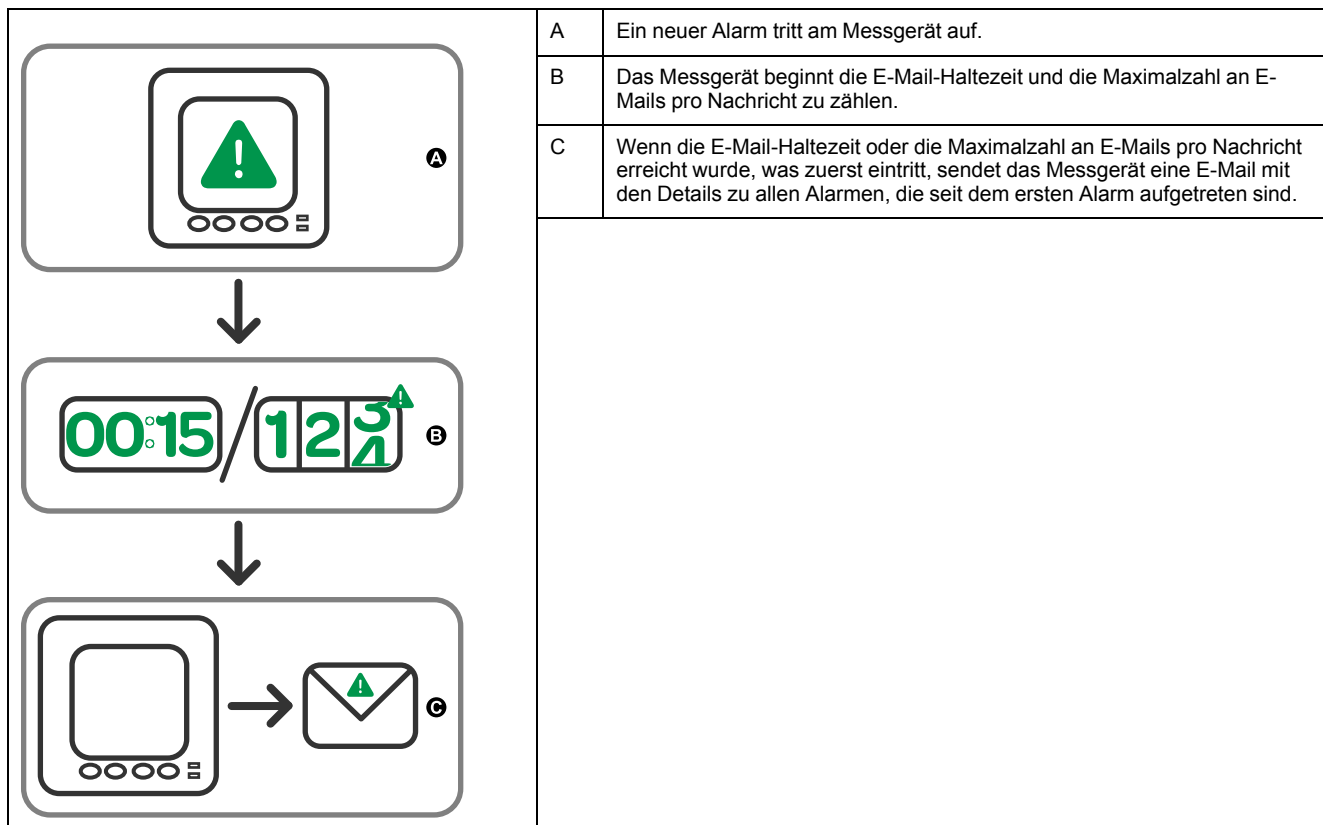 A
Ein neuer Alarm tritt am Messgerät auf.
B
Das Messgerät beginnt die E-Mail-Haltezeit und die Maximalzahl an E-
Mails pro Nachricht zu zählen.
C
Wenn die E-Mail-Haltezeit oder die Maximalzahl an E-Mails pro Nachricht
erreicht wurde, was zuerst eintritt, sendet das Messgerät eine E-Mail mit
den Details zu allen Alarmen, die seit dem ersten Alarm aufgetreten sind.
!
A
00:15/123
4
!
B
!
C